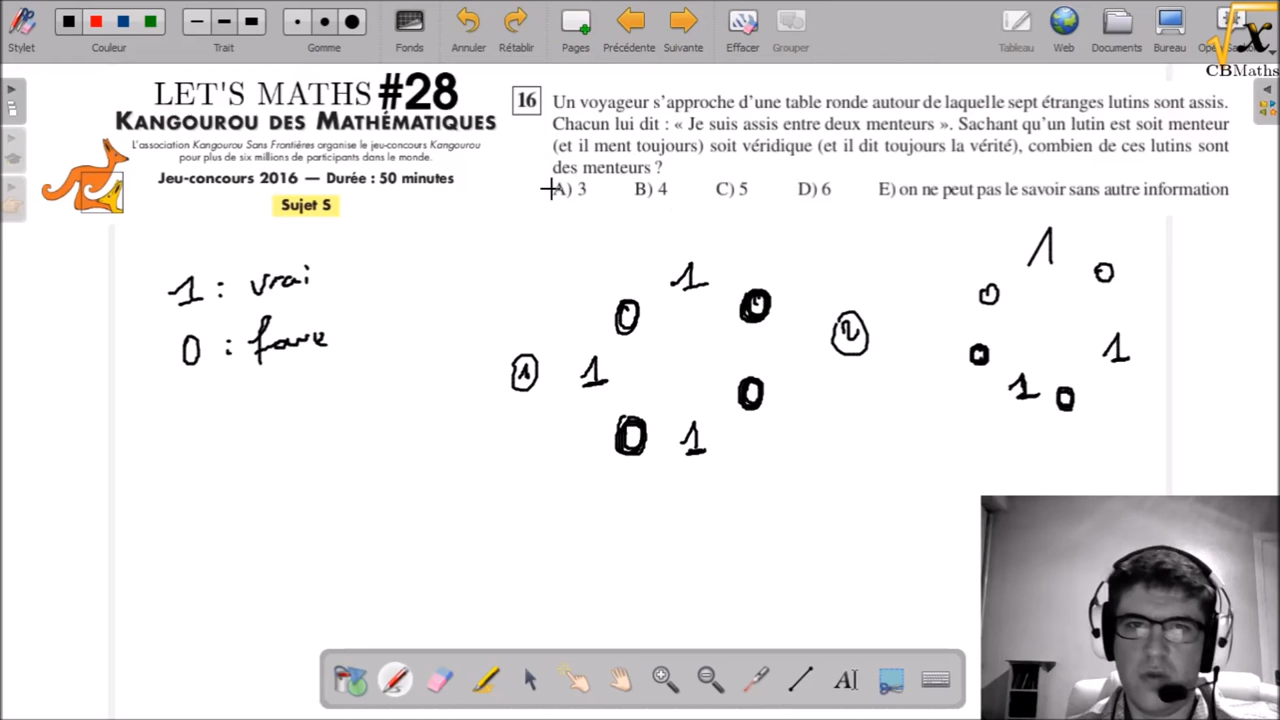 Stylet Couleur Trait Gomme Fonds Annuler Rétablir Pages Précédente Suivante Effacer Grouper Tableau Web Documents Bureau
CBMaths
LET'S MATHS #28
KANGOUROU DES MATHÉMATIQUES
L'association Kangourou Sans Frontières organise le jeu-concours Kangourou
pour plus de six millions de participants dans le monde.
Jeu-concours 2016 — Durée : 50 minutes
Sujet S
16 Un voyageur s'approche d'une table ronde autour de laquelle sept étranges lutins sont assis.
Chacun lui dit : « Je suis assis entre deux menteurs ». Sachant qu'un lutin est soit menteur
(et il ment toujours) soit véridique (et il dit toujours la vérité), combien de ces lutins sont
des menteurs ?
A) 3 B) 4 C) 5 D) 6 E) on ne peut pas le savoir sans autre information
1 : vrai
0 : faux
1
0 0
1 1
0
0 1
2
1
0 0
0 1
1 0
AI